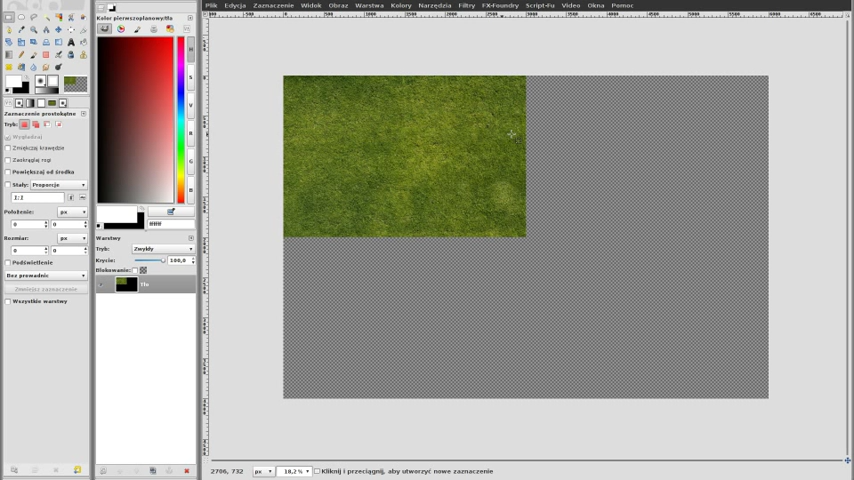 Plik Edycja Zaznaczenie Widok Obraz Warstwa Kolory Narzędzia Filtry FX-Foundry Script-Fu Video Okna Pomoc
Kolor pierwszoplanowy/tła
H
S
V
R
G
B
ffffff
Zaznaczenie prostokątne
Tryb:
Wygładzaj
Zmiękczaj krawędzie
Zaokrąglaj rogi
Powiększaj od środka
Stały: Proporcje
1:1
Położenie: px
0 0
Rozmiar: px
0 0
Podświetlenie
Bez prowadnic
Zmniejsz zaznaczenie
Wszystkie warstwy
Warstwy
Tryb: Zwykły
Krycie: 100,0
Blokowanie:
Tło
2706, 732 px 18,2% Kliknij i przeciągnij, aby utworzyć nowe zaznaczenie